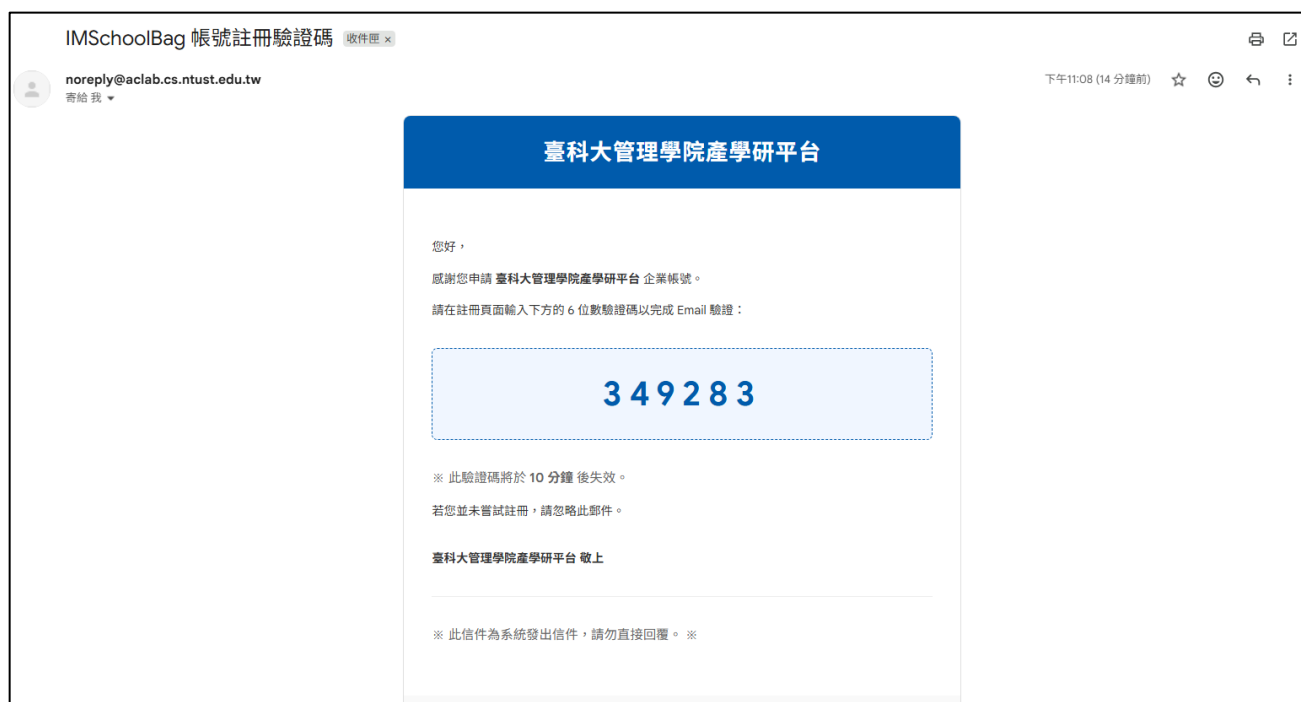 IMSchoolBag 帳號註冊驗證碼 收件匣 ×
noreply@aclab.cs.ntust.edu.tw
下午11:08 (14 分鐘前)
寄給 我
臺科大管理學院產學研平台
您好，
感謝您申請 臺科大管理學院產學研平台 企業帳號。
請在註冊頁面輸入下方的 6 位數驗證碼以完成 Email 驗證：
349283
※ 此驗證碼將於 10 分鐘 後失效。
若您並未嘗試註冊，請忽略此郵件。
臺科大管理學院產學研平台 敬上
※ 此信件為系統發出信件，請勿直接回覆。 ※